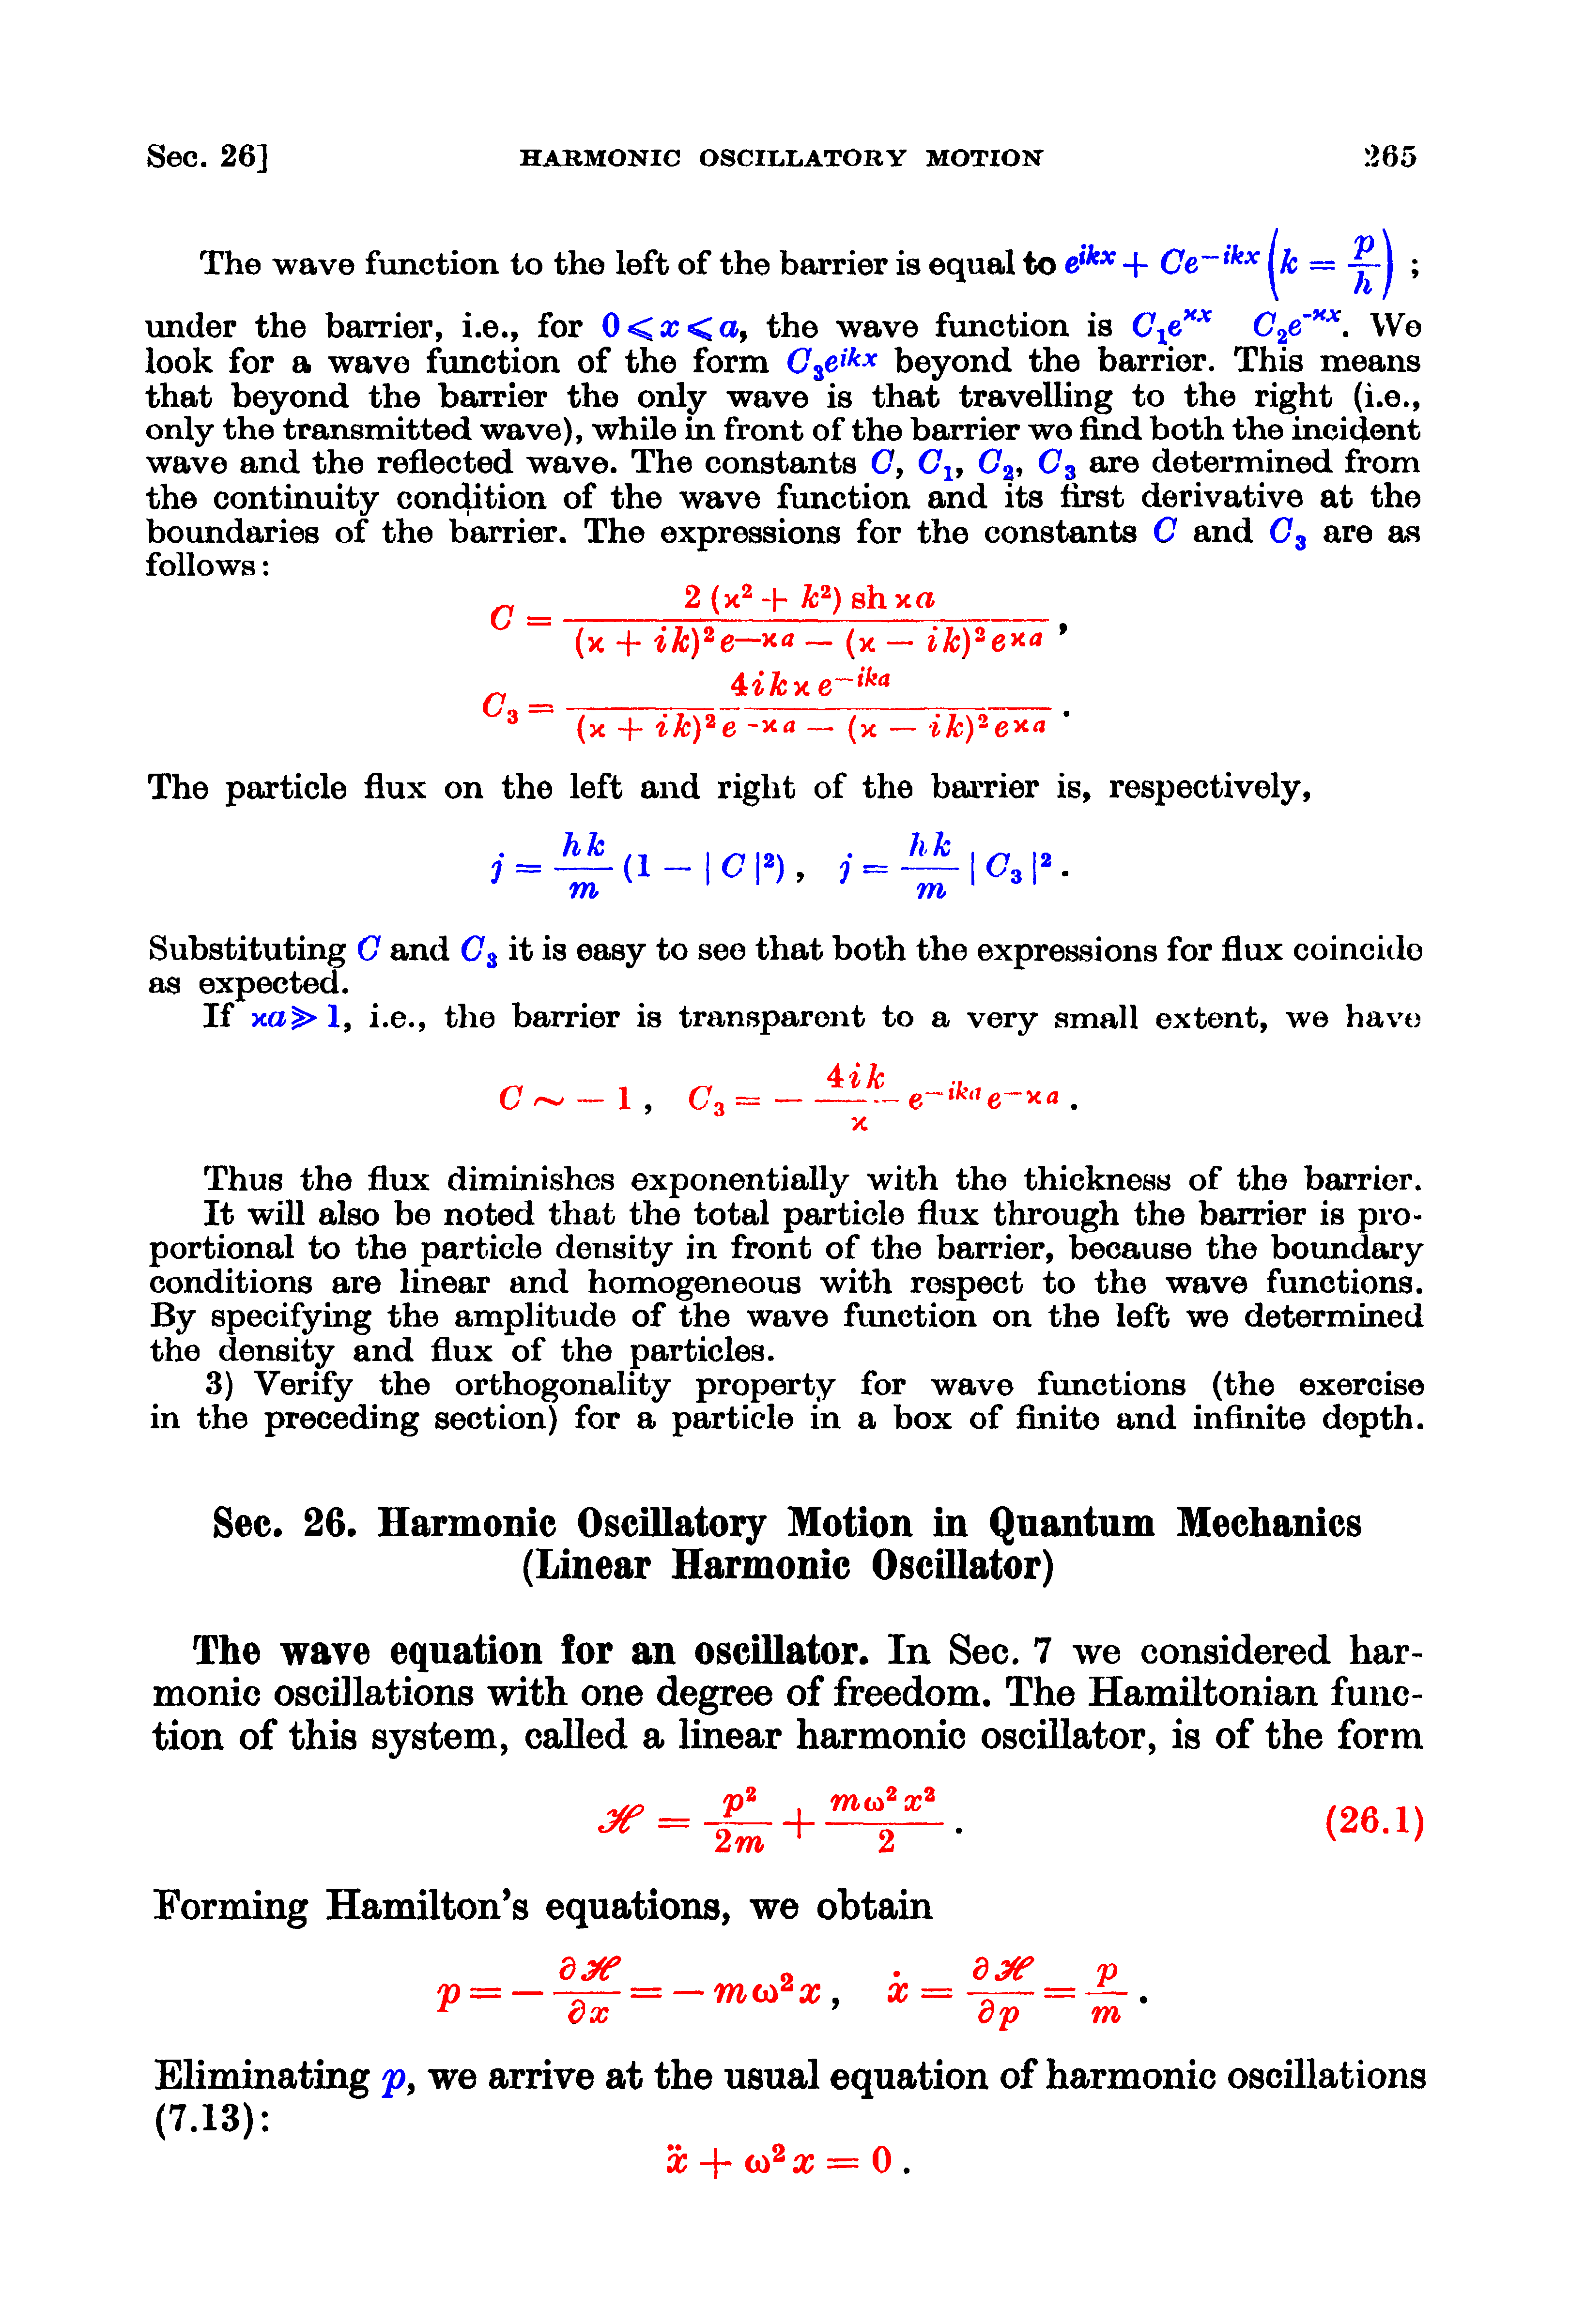 Sec. 26] HARMONIC OSCILLATORY MOTION 265
The wave function to the left of the barrier is equal to $e^{ikx} + Ce^{-ikx} \left(k = \frac{p}{h}\right)$ ;
under the barrier, i.e., for $0 \leqslant x \leqslant a$, the wave function is $C_1e^{\varkappa x}$ $C_2e^{-\varkappa x}$. We
look for a wave function of the form $C_3e^{ikx}$ beyond the barrier. This means
that beyond the barrier the only wave is that travelling to the right (i.e.,
only the transmitted wave), while in front of the barrier we find both the incident
wave and the reflected wave. The constants $C$, $C_1$, $C_2$, $C_3$ are determined from
the continuity condition of the wave function and its first derivative at the
boundaries of the barrier. The expressions for the constants $C$ and $C_3$ are as
follows:
$C = \frac{2(\varkappa^2 + k^2) \operatorname{sh} \varkappa a}{(\varkappa + ik)^2 e^{-\varkappa a} - (\varkappa - ik)^2 e^{\varkappa a}}$ ,
$C_3 = \frac{4ik\varkappa e^{-ika}}{(\varkappa + ik)^2 e^{-\varkappa a} - (\varkappa - ik)^2 e^{\varkappa a}}$ .
The particle flux on the left and right of the barrier is, respectively,
$j = \frac{hk}{m}(1 - |C|^2)$ , $j = \frac{hk}{m}|C_3|^2$ .
Substituting $C$ and $C_3$ it is easy to see that both the expressions for flux coincide
as expected.
If $\varkappa a \gg 1$, i.e., the barrier is transparent to a very small extent, we have
$C \sim -1$ , $C_3 = -\frac{4ik}{\varkappa} e^{-ika} e^{-\varkappa a}$ .
Thus the flux diminishes exponentially with the thickness of the barrier.
It will also be noted that the total particle flux through the barrier is pro-
portional to the particle density in front of the barrier, because the boundary
conditions are linear and homogeneous with respect to the wave functions.
By specifying the amplitude of the wave function on the left we determined
the density and flux of the particles.
3) Verify the orthogonality property for wave functions (the exercise
in the preceding section) for a particle in a box of finite and infinite depth.
Sec. 26. Harmonic Oscillatory Motion in Quantum Mechanics
(Linear Harmonic Oscillator)
The wave equation for an oscillator. In Sec. 7 we considered har-
monic oscillations with one degree of freedom. The Hamiltonian func-
tion of this system, called a linear harmonic oscillator, is of the form
$\mathscr{H} = \frac{p^2}{2m} + \frac{m\omega^2 x^2}{2}$ . (26.1)
Forming Hamilton's equations, we obtain
$p = -\frac{\partial \mathscr{H}}{\partial x} = -m\omega^2 x$ , $\dot{x} = \frac{\partial \mathscr{H}}{\partial p} = \frac{p}{m}$ .
Eliminating $p$, we arrive at the usual equation of harmonic oscillations
(7.13):
$\ddot{x} + \omega^2 x = 0$ .